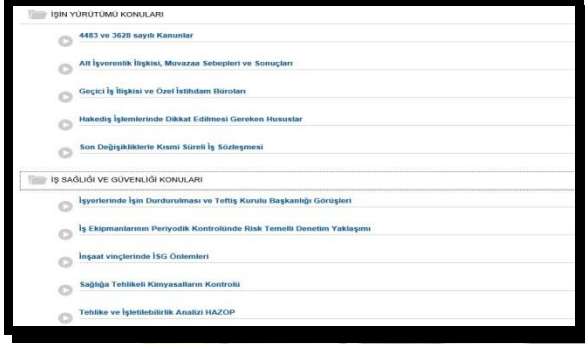 İŞİN YÜRÜTÜMÜ KONULARI
4483 ve 3628 sayılı Kanunlar
Alt İşverenlik İlişkisi, Muvazaa Sebepleri ve Sonuçları
Geçici İş İlişkisi ve Özel İstihdam Büroları
Hakediş İşlemlerinde Dikkat Edilmesi Gereken Hususlar
Son Değişikliklerle Kısmi Süreli İş Sözleşmesi
İŞ SAĞLIĞI VE GÜVENLİĞİ KONULARI
İşyerlerinde İşin Durdurulması ve Teftiş Kurulu Başkanlığı Görüşleri
İş Ekipmanlarının Periyodik Kontrolünde Risk Temelli Denetim Yaklaşımı
İnşaat vinçlerinde İSG Önlemleri
Sağlığa Tehlikeli Kimyasalların Kontrolü
Tehlike ve İşletilebilirlik Analizi HAZOP